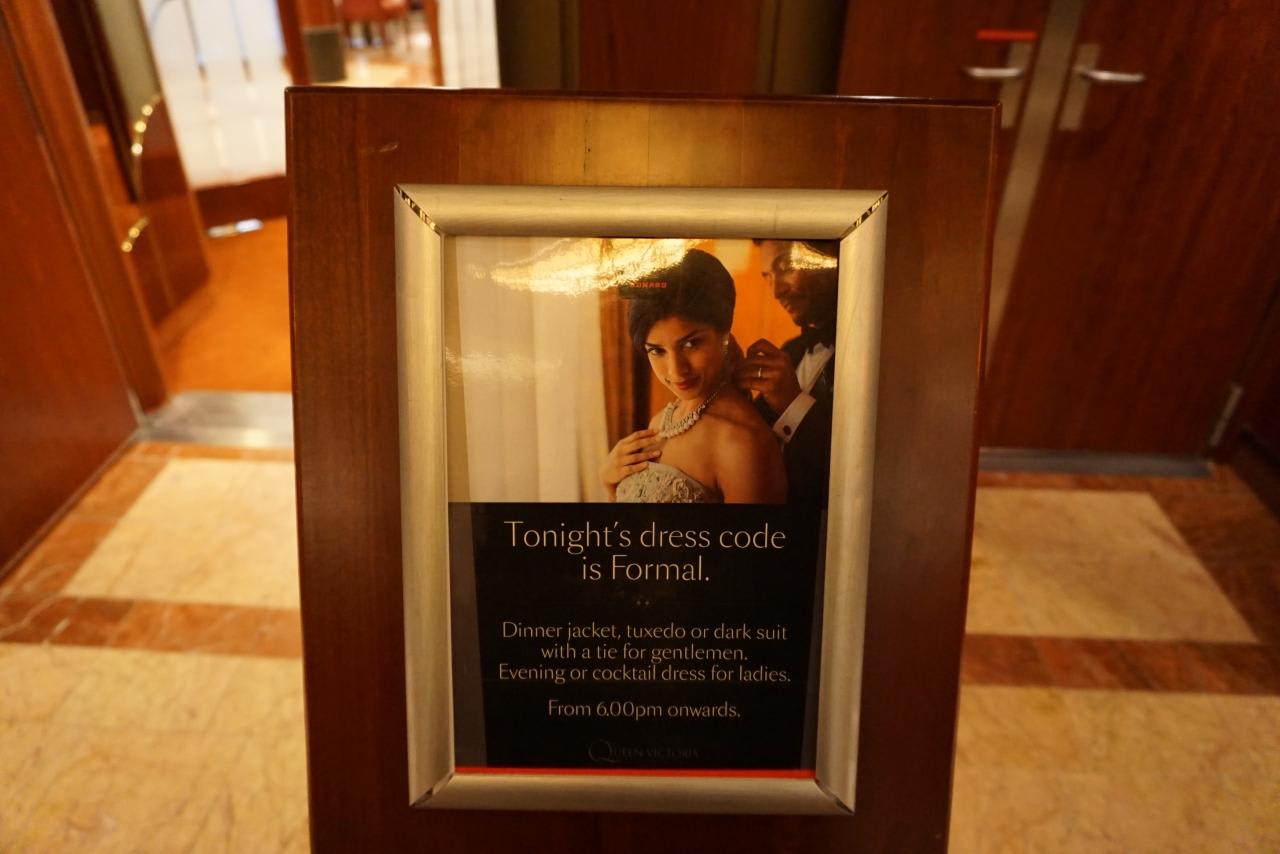 CUNARD
Tonight's dress code
is Formal.
Dinner jacket, tuxedo or dark suit
with a tie for gentlemen.
Evening or cocktail dress for ladies.
From 6.00pm onwards.
QUEEN VICTORIA